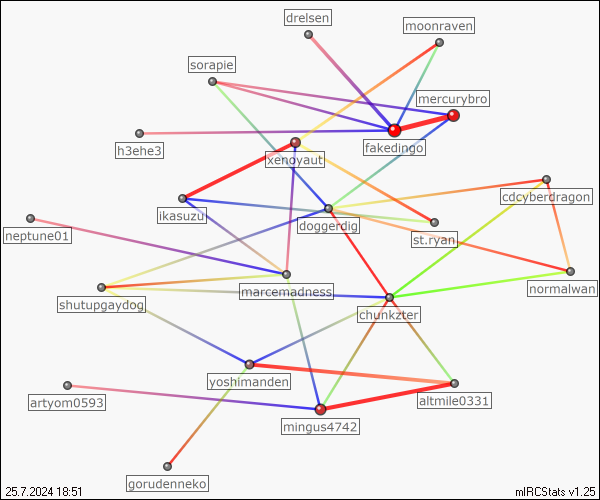 drelsen
moonraven
sorapie
mercurybro
fakedingo
h3ehe3
xenoyaut
cdcyberdragon
ikasuzu
doggerdig
st.ryan
neptune01
marcemadness
normalwan
shutupgaydog
chunkzter
yoshimanden
altmile0331
artyom0593
mingus4742
gorudenneko
25.7.2024 18:51
mIRCStats v1.25